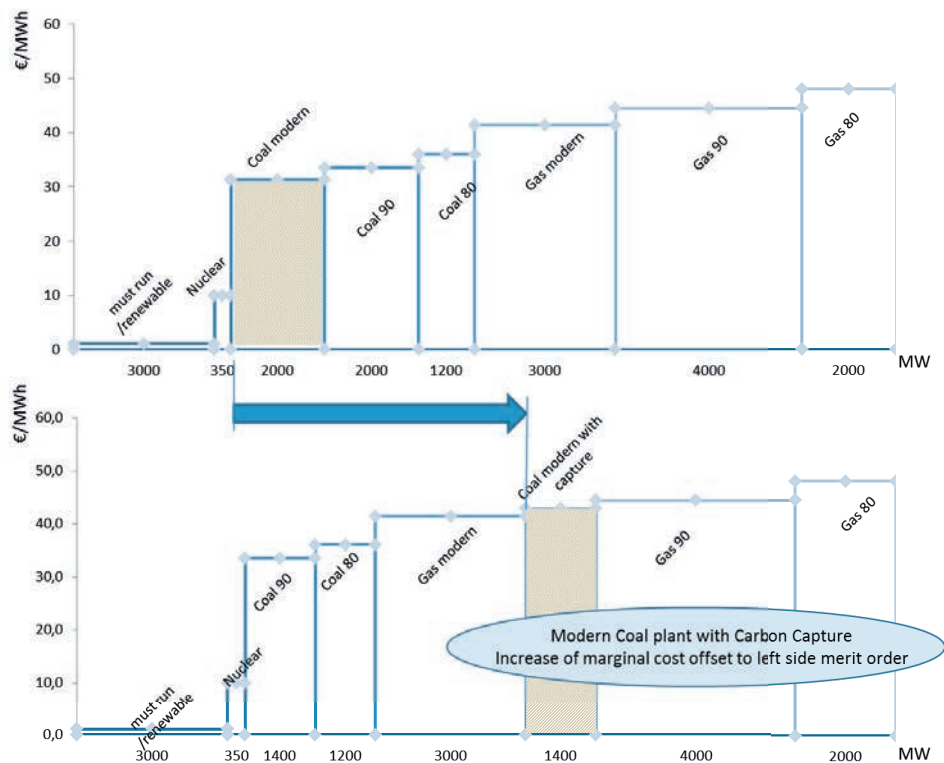 €/MWh
60
50
40
30
20
10
0
must run
/renewable
Nuclear
Coal modern
Coal 90
Coal 80
Gas modern
Gas 90
Gas 80
3000
350
2000
2000
1200
3000
4000
2000
MW
€/MWh
60,0
50,0
40,0
30,0
20,0
10,0
0,0
must run
/renewable
Nuclear
Coal 90
Coal 80
Gas modern
Coal modern with
capture
Gas 90
Gas 80
Modern Coal plant with Carbon Capture
Increase of marginal cost offset to left side merit order
3000
350
1400
1200
3000
1400
4000
2000
MW